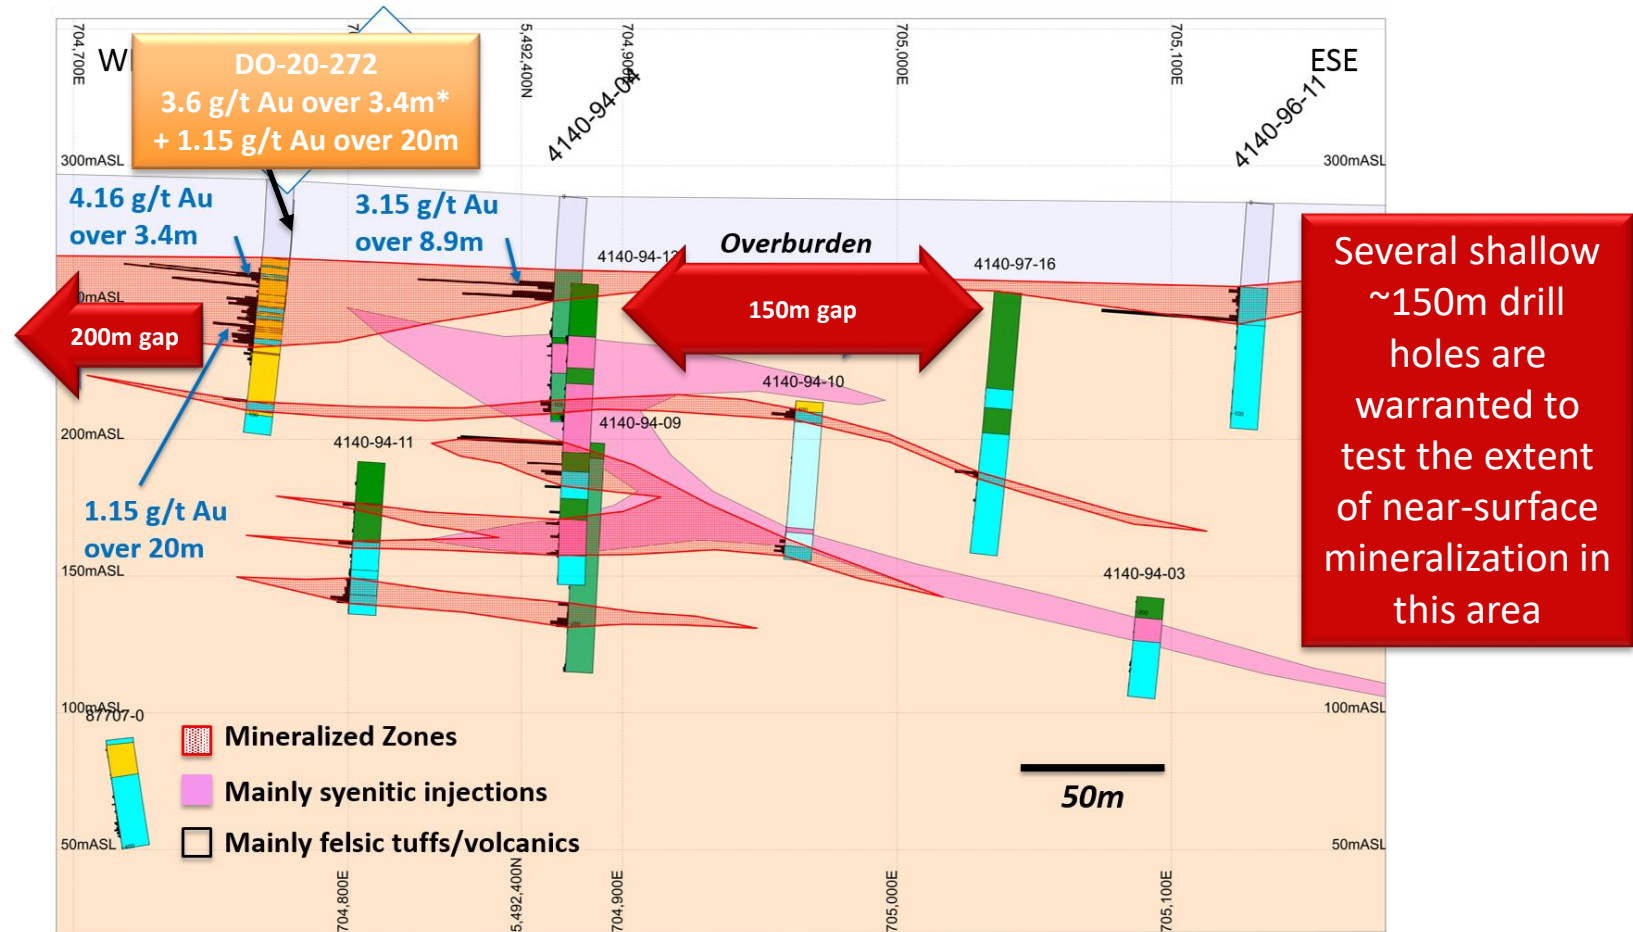 704,700E
5,492,400N
705,000E
705,100E
ESE
DO-20-272
3.6 g/t Au over 3.4m*
+ 1.15 g/t Au over 20m
4140-94-04
4140-96-11
300mASL
300mASL
4.16 g/t Au
over 3.4m
3.15 g/t Au
over 8.9m
Overburden
4140-97-16
200m gap
150m gap
Several shallow
~150m drill
holes are
warranted to
test the extent
of near-surface
mineralization in
this area
4140-94-10
4140-94-09
200mASL
4140-94-11
1.15 g/t Au
over 20m
150mASL
4140-94-03
100mASL
100mASL
87707-0
Mineralized Zones
Mainly syenitic injections
Mainly felsic tuffs/volcanics
50m
50mASL
50mASL
704,800E
5,492,400N
704,900E
705,000E
705,100E